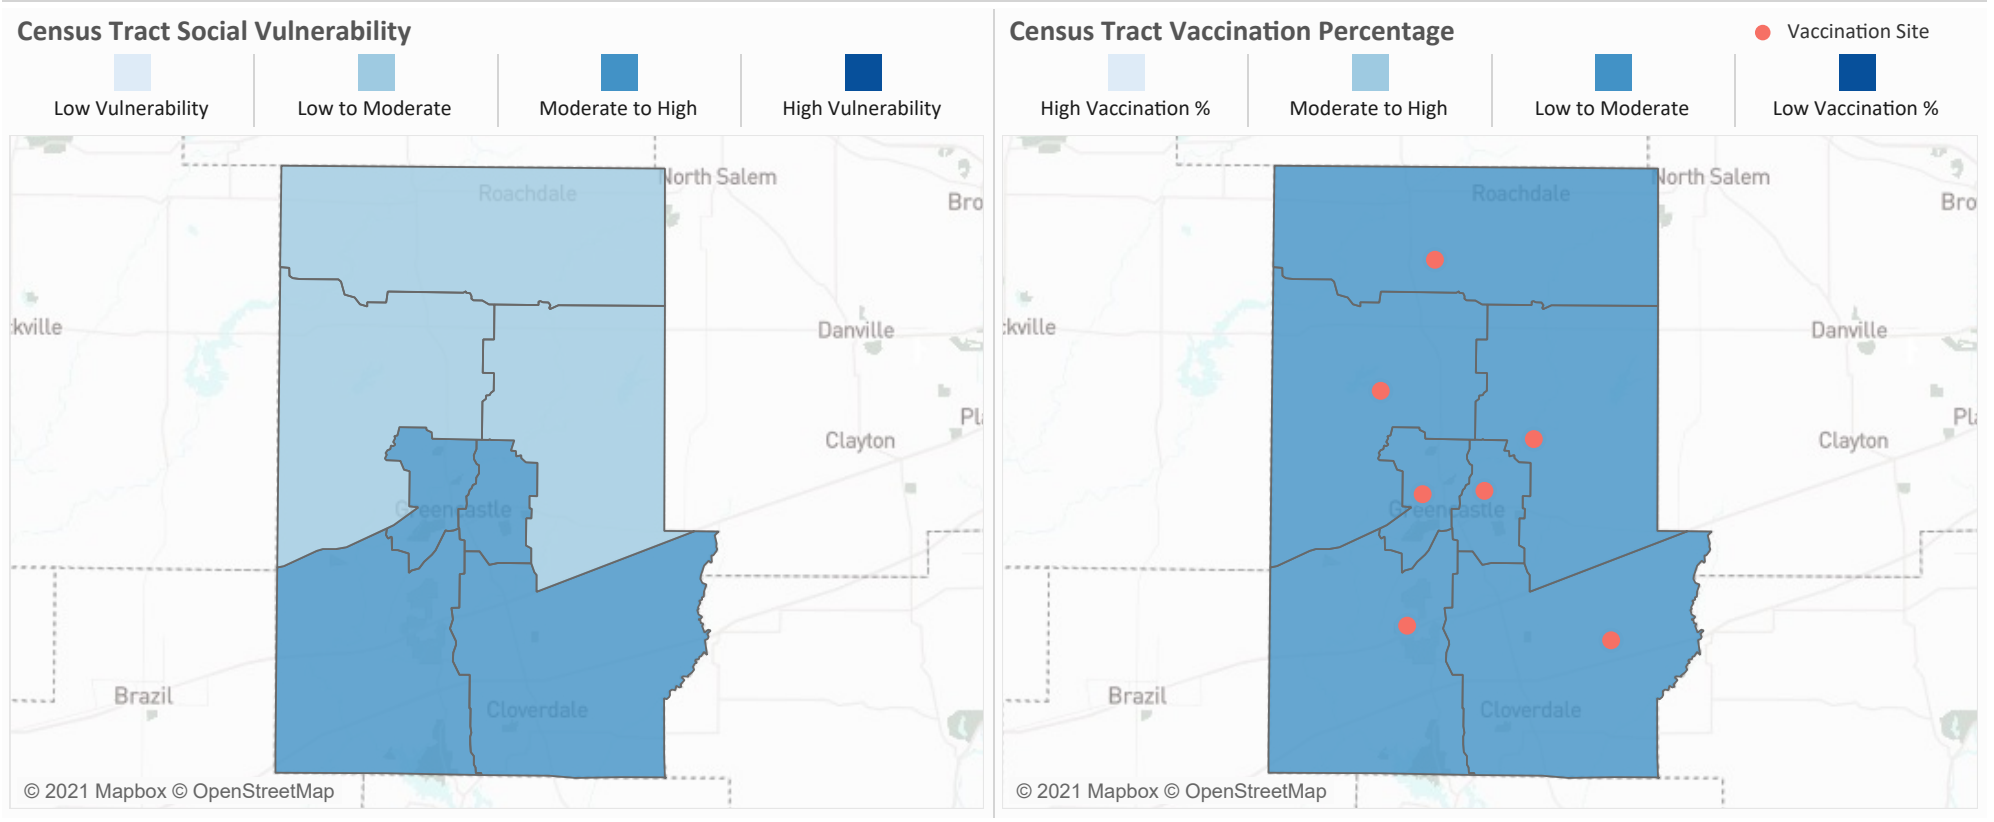 Census Tract Social Vulnerability
Low Vulnerability
Low to Moderate
Moderate to High
High Vulnerability
Roachdale
North Salem
Bro
kville
Danville
Clayton
Pla
Greencastle
Brazil
Cloverdale
© 2021 Mapbox © OpenStreetMap
Census Tract Vaccination Percentage
Vaccination Site
High Vaccination %
Moderate to High
Low to Moderate
Low Vaccination %
Roachdale
North Salem
Bro
kville
Danville
Clayton
Pla
Greencastle
Brazil
Cloverdale
© 2021 Mapbox © OpenStreetMap